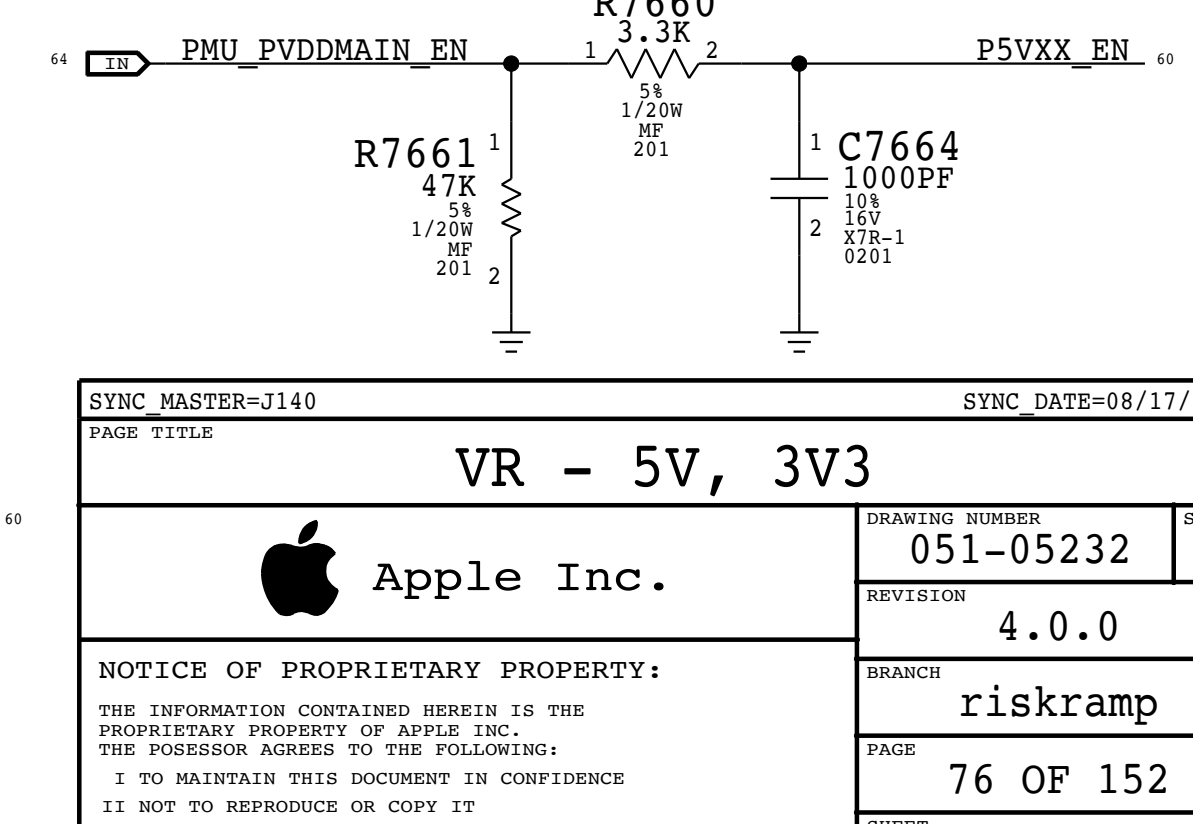 R7660
3.3K
64 IN PMU_PVDDMAIN_EN 1 2 P5VXX_EN 60
5%
1/20W
MF
201
R7661 1
47K
5%
1/20W
MF
201 2
1 C7664
1000PF
10%
16V
2 X7R-1
0201
SYNC_MASTER=J140 SYNC_DATE=08/17/
PAGE TITLE
VR - 5V, 3V3
60
Apple Inc.
DRAWING NUMBER S
051-05232
REVISION
4.0.0
NOTICE OF PROPRIETARY PROPERTY:
THE INFORMATION CONTAINED HEREIN IS THE
PROPRIETARY PROPERTY OF APPLE INC.
THE POSESSOR AGREES TO THE FOLLOWING:
I TO MAINTAIN THIS DOCUMENT IN CONFIDENCE
II NOT TO REPRODUCE OR COPY IT
BRANCH
riskramp
PAGE
76 OF 152
SHEET